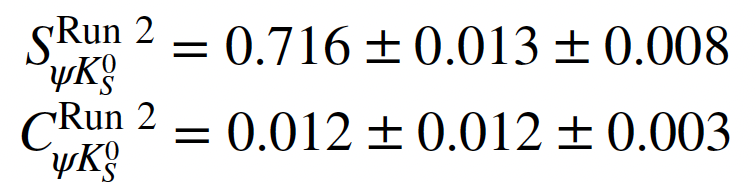 S^{Run 2}_{ψK^0_S} = 0.716 ± 0.013 ± 0.008
C^{Run 2}_{ψK^0_S} = 0.012 ± 0.012 ± 0.003